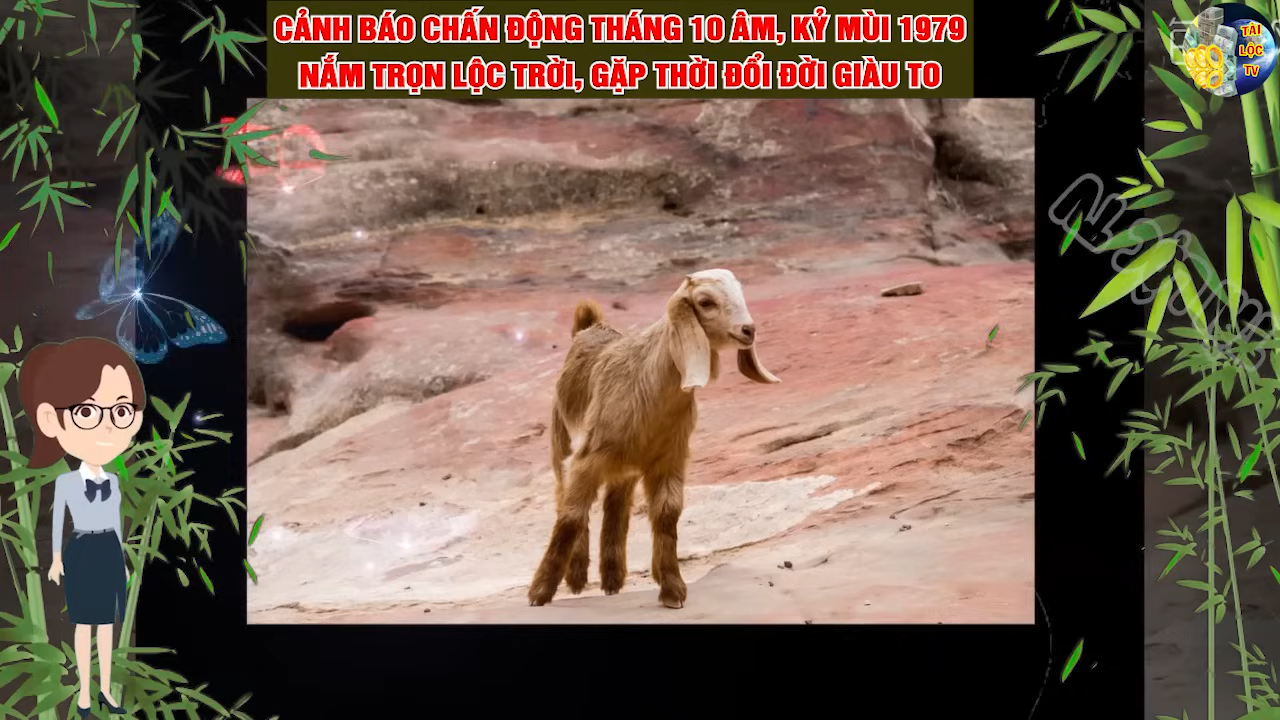 CẢNH BÁO CHẤN ĐỘNG THÁNG 10 ÂM, KỶ MÙI 1979
NẮM TRỌN LỘC TRỜI, GẶP THỜI ĐỔI ĐỜI GIÀU TO
TÀI
LỘC
TV